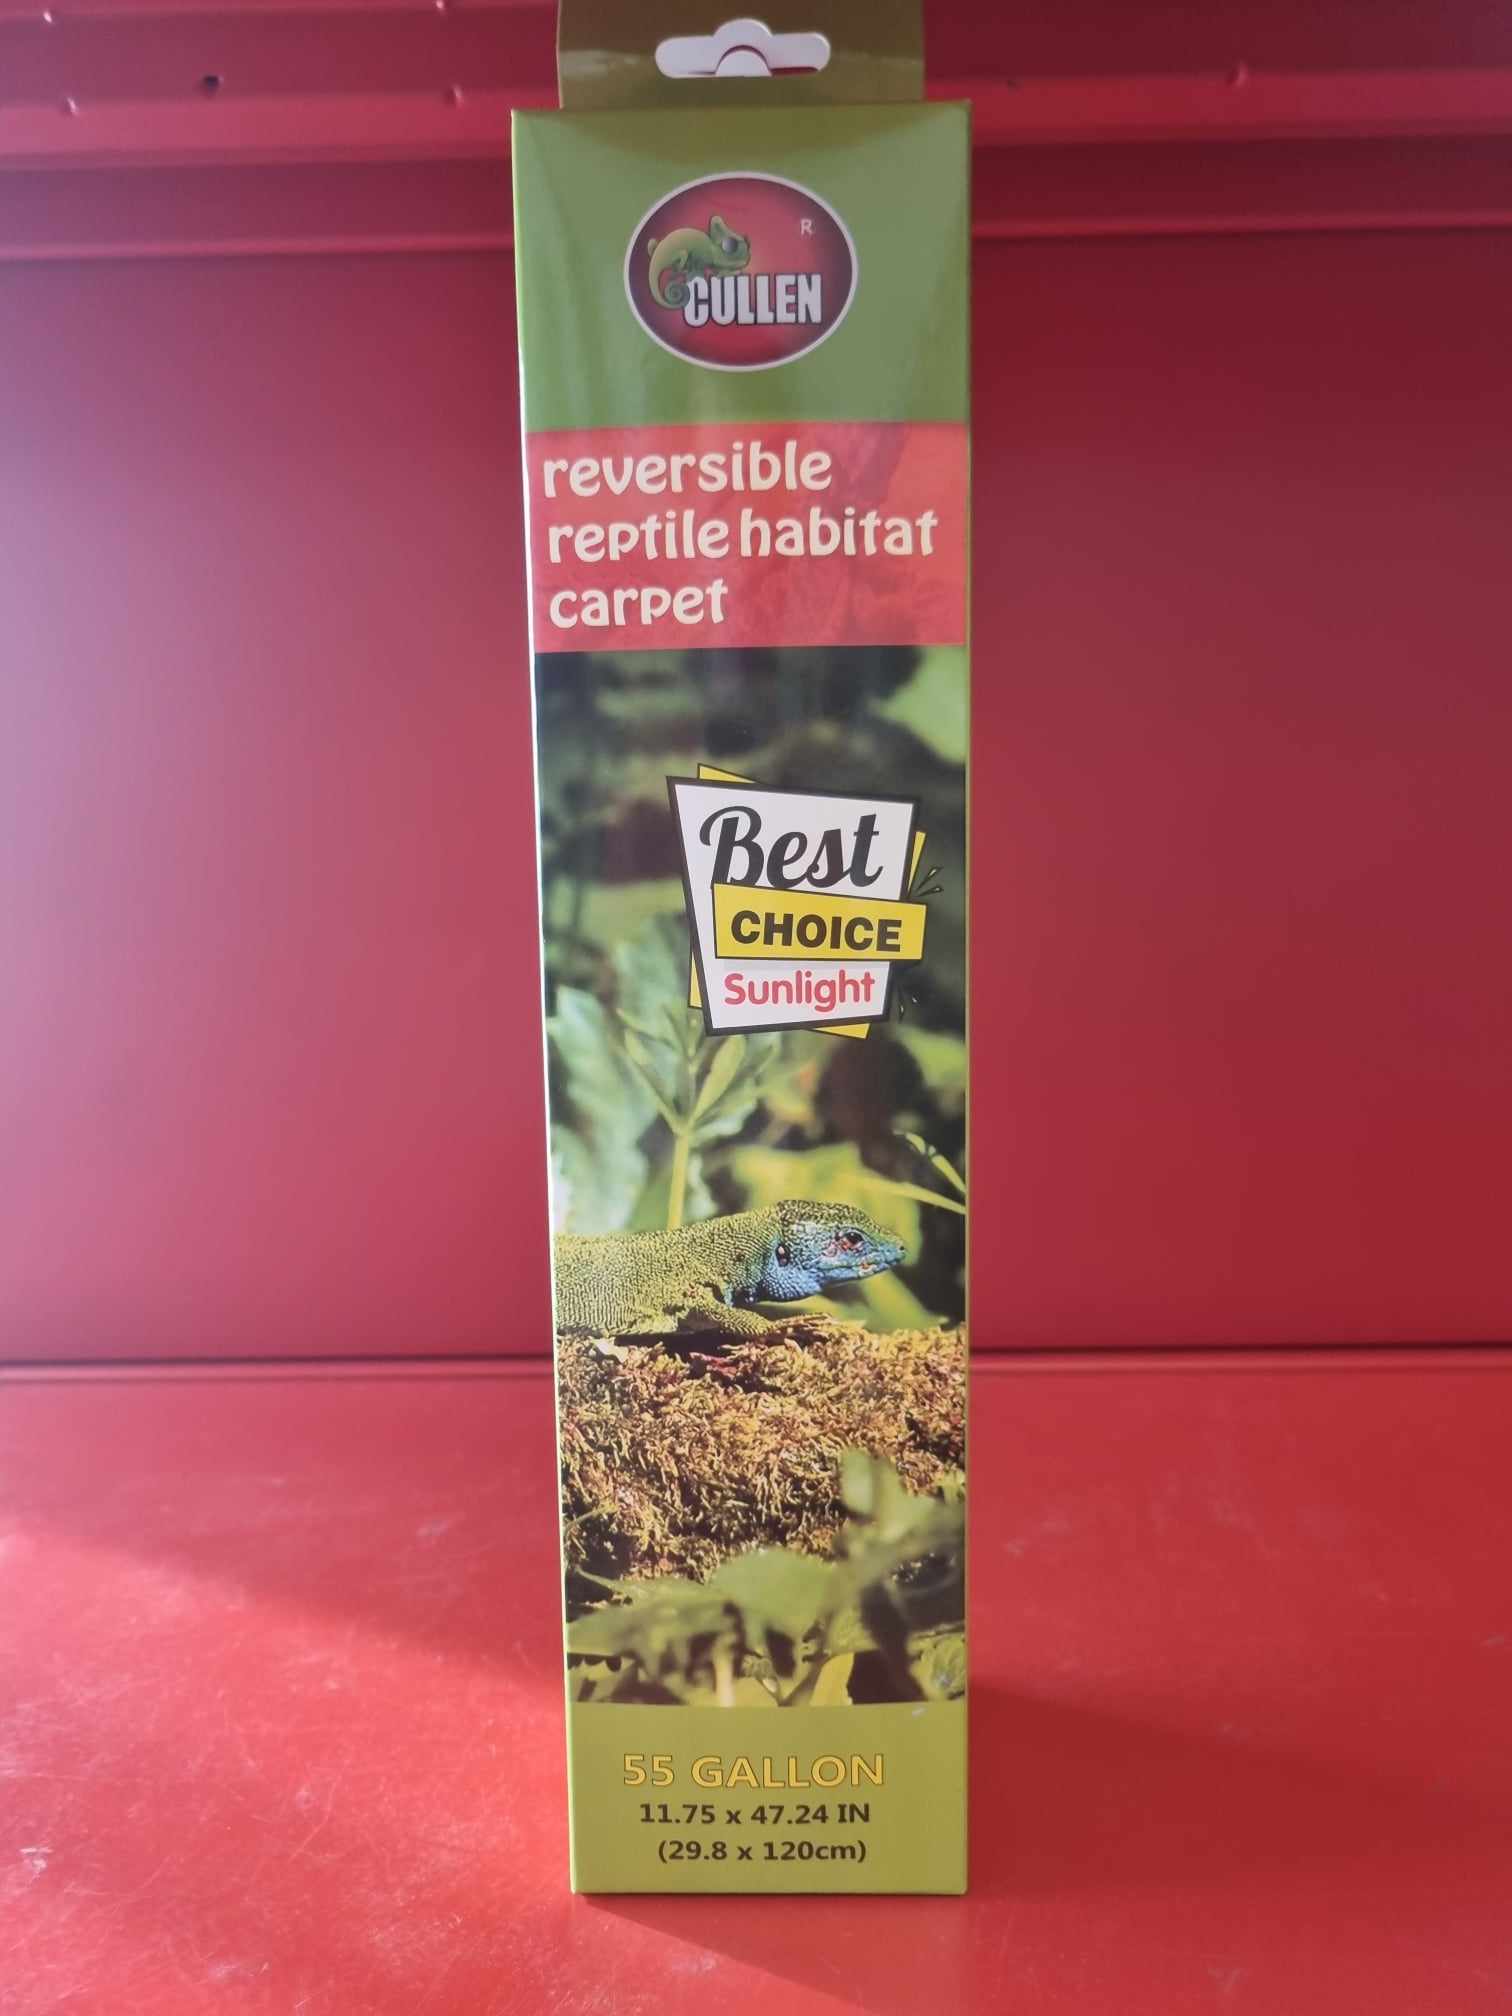 R
CULLEN
reversible
reptile habitat
carpet
Best
CHOICE
Sunlight
55 GALLON
11.75 x 47.24 IN
(29.8 x 120cm)